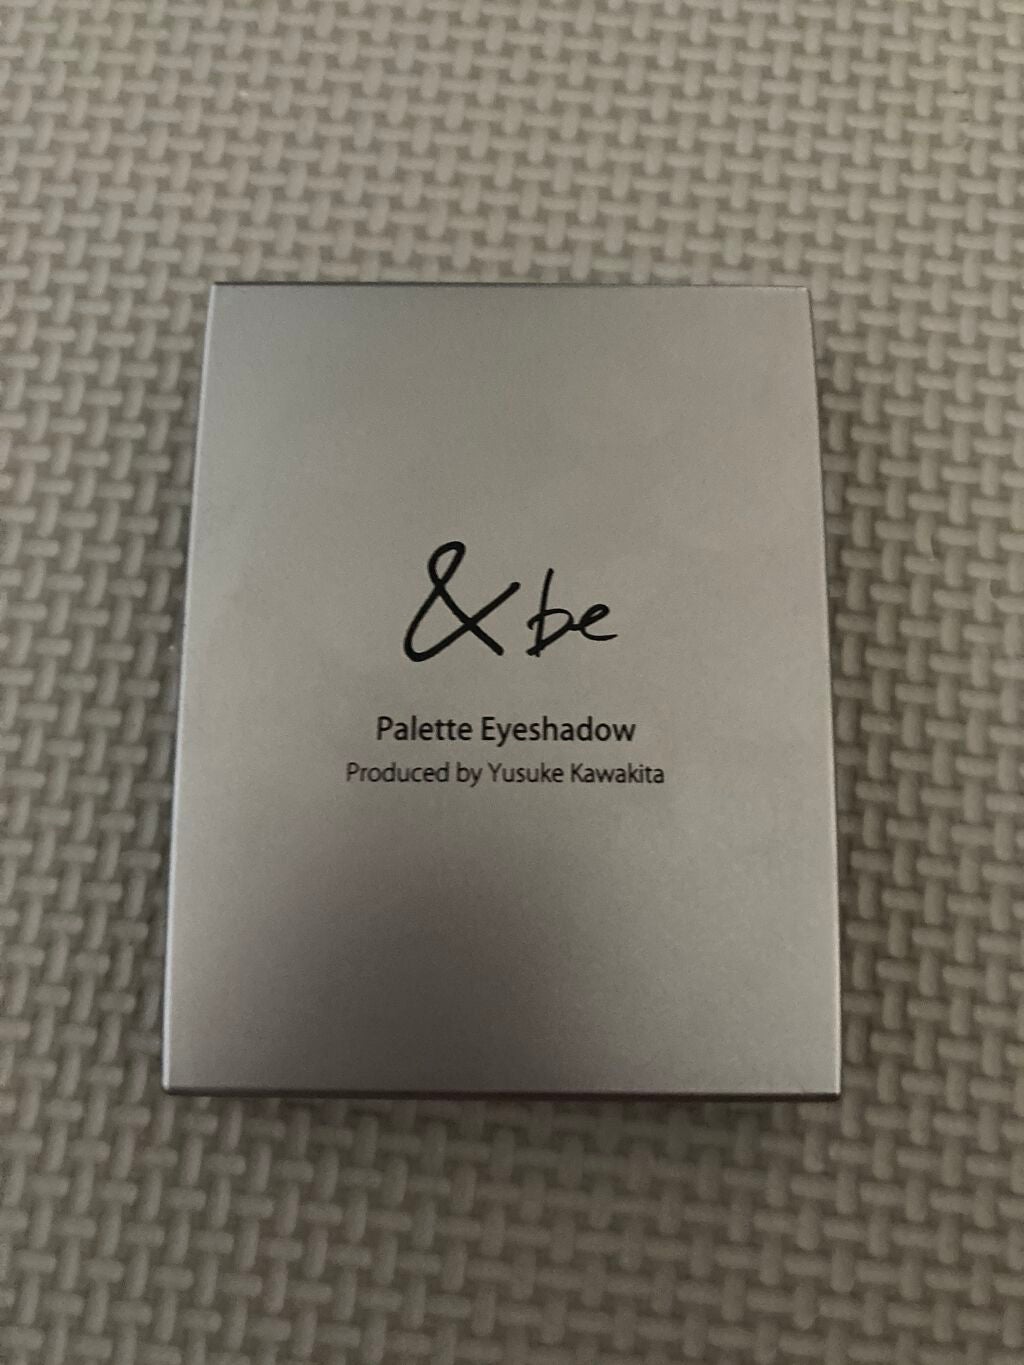 &be
Palette Eyeshadow
Produced by Yusuke Kawakita